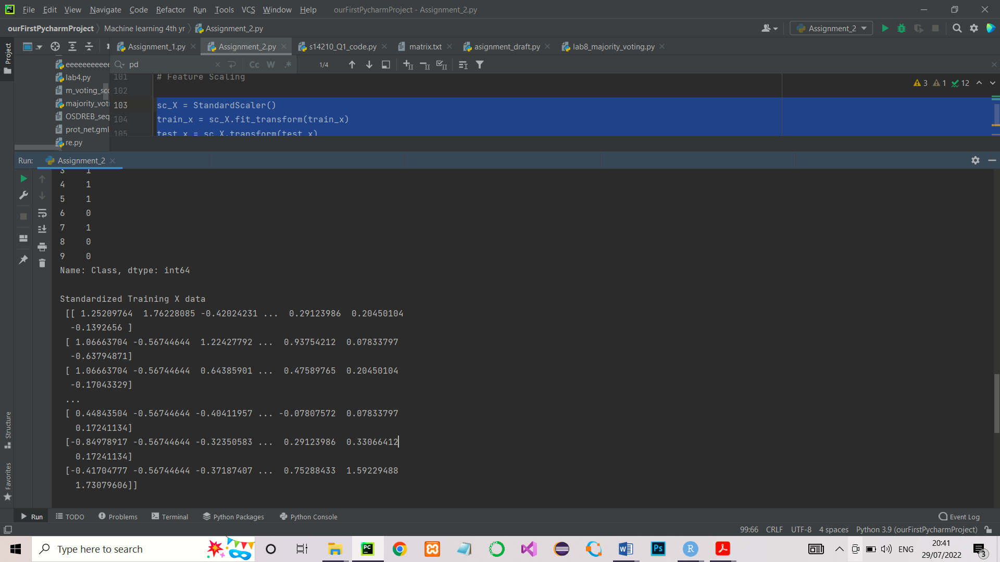 PC File Edit View Navigate Code Refactor Run Tools VCS Window Help ourFirstPycharmProject - Assignment_2.py
ourFirstPycharmProject Machine learning 4th yr Assignment_2.py Assignment_2
Project
Assignment_1.py Assignment_2.py s14210_Q1_code.py matrix.txt asignment_draft.py lab8_majority_voting.py
eeeeeeeeeee
pd Cc W .* 1/4
lab4.py
m_voting_sco
majority_voti
OSDREB_seq
prot_net.gml
re.py
101 # Feature Scaling
102
3 1 12
103 sc_X = StandardScaler()
104 train_x = sc_X.fit_transform(train_x)
105 test_x = sc_X.transform(test_x)
Run: Assignment_2
3 1
4 1
5 1
6 0
7 1
8 0
9 0
Name: Class, dtype: int64
Standardized Training X data
[[ 1.25209764 1.76228085 -0.42024231 ... 0.29123986 0.20450104
-0.1392656 ]
[ 1.06663704 -0.56744644 1.22427792 ... 0.93754212 0.07833797
-0.63794871]
[ 1.06663704 -0.56744644 0.64385901 ... 0.47589765 0.20450104
-0.17043329]
...
[ 0.44843504 -0.56744644 -0.40411957 ... -0.07807572 0.07833797
0.17241134]
[-0.84978917 -0.56744644 -0.32350583 ... 0.29123986 0.33066412
0.17241134]
[-0.41704777 -0.56744644 -0.37187407 ... 0.75288433 1.59229488
1.73079606]]
Structure
Favorites
Run TODO Problems Terminal Python Packages Python Console Event Log
99:66 CRLF UTF-8 4 spaces Python 3.9 (ourFirstPycharmProject)
Type here to search PC W Ps R ENG 20:41
29/07/2022 3